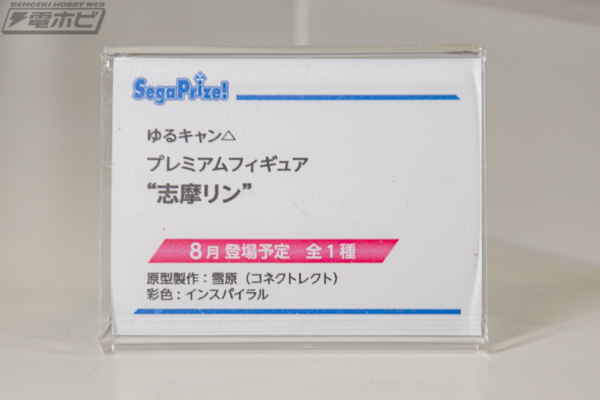 DENGEKI HOBBY WEB
電ホビ
SegaPrize!
ゆるキャン△
プレミアムフィギュア
“志摩リン”
8月 登場予定 全1種
原型製作：雪原（コネクトレクト）
彩色：インスパイラル